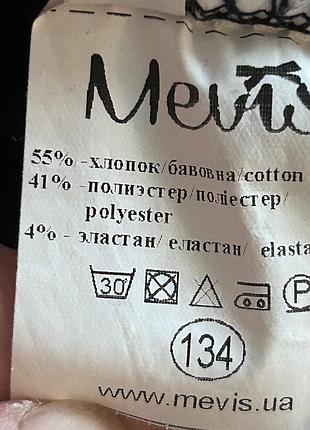 Mevis
55% -хлопок/бавовна/cotton
41% -полиэстер/поліестер/
polyester
4% - эластан/ еластан/ elasta
30 P
134
www.mevis.ua